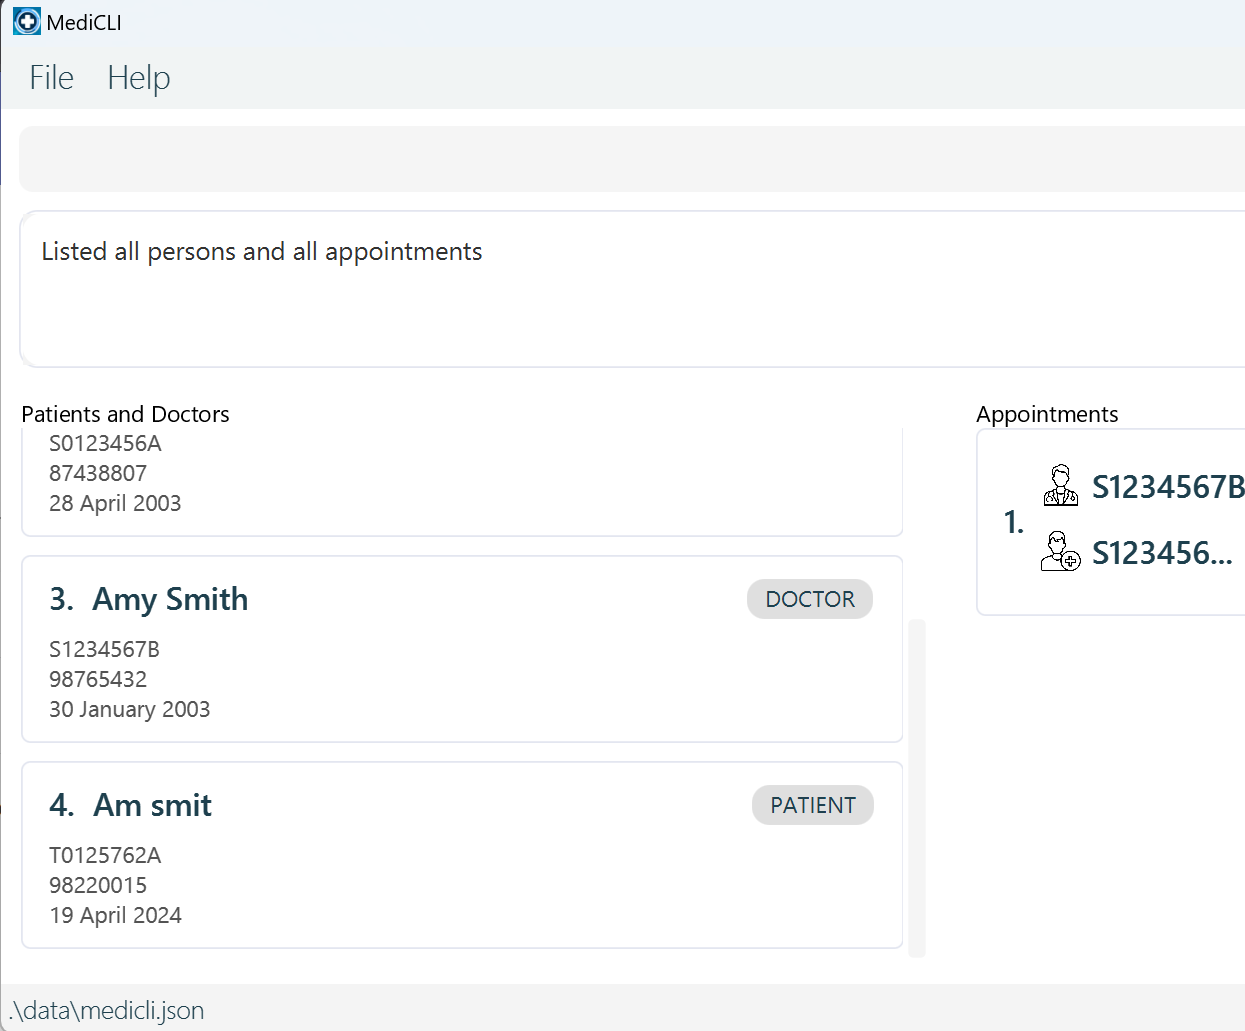 MediCLI
File Help
Listed all persons and all appointments
Patients and Doctors
S0123456A
87438807
28 April 2003
3. Amy Smith
DOCTOR
S1234567B
98765432
30 January 2003
4. Am smit
PATIENT
T0125762A
98220015
19 April 2024
Appointments
1.
S1234567B
S123456...
.\data\medicli.json